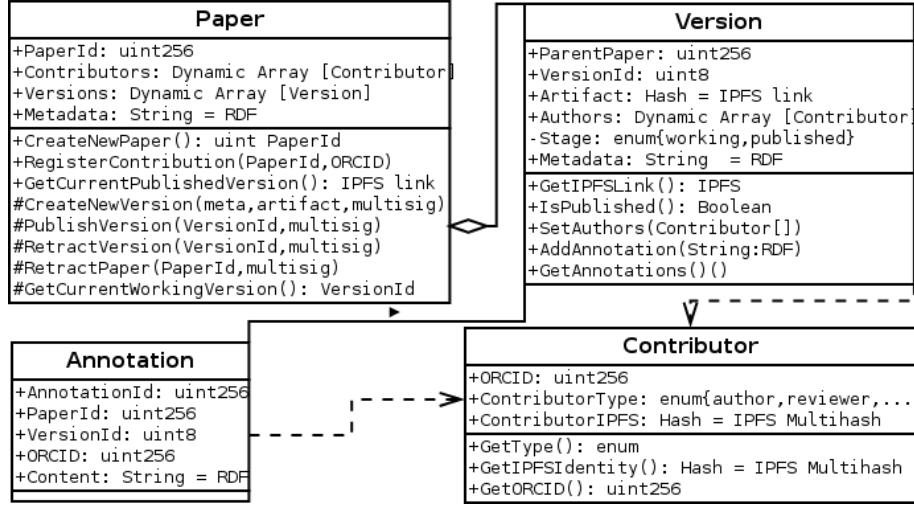 Paper
+PaperId: uint256
+Contributors: Dynamic Array [Contributor]
+Versions: Dynamic Array [Version]
+Metadata: String = RDF
+CreateNewPaper(): uint PaperId
+RegisterContribution(PaperId,ORCID)
+GetCurrentPublishedVersion(): IPFS link
#CreateNewVersion(meta,artifact,multisig)
#PublishVersion(VersionId,multisig)
#RetractVersion(VersionId,multisig)
#RetractPaper(PaperId,multisig)
#GetCurrentWorkingVersion(): VersionId
Version
+ParentPaper: uint256
+VersionId: uint8
+Artifact: Hash = IPFS link
+Authors: Dynamic Array [Contributor]
-Stage: enum{working,published}
+Metadata: String  = RDF
+GetIPFSLink(): IPFS
+IsPublished(): Boolean
+SetAuthors(Contributor[])
+AddAnnotation(String:RDF)
+GetAnnotations()()
Annotation
+AnnotationId: uint256
+PaperId: uint256
+VersionId: uint8
+ORCID: uint256
+Content: String = RDF
Contributor
+ORCID: uint256
+ContributorType: enum{author,reviewer,...
+ContributorIPFS: Hash = IPFS Multihash
+GetType(): enum
+GetIPFSIdentity(): Hash = IPFS Multihash
+GetORCID(): uint256